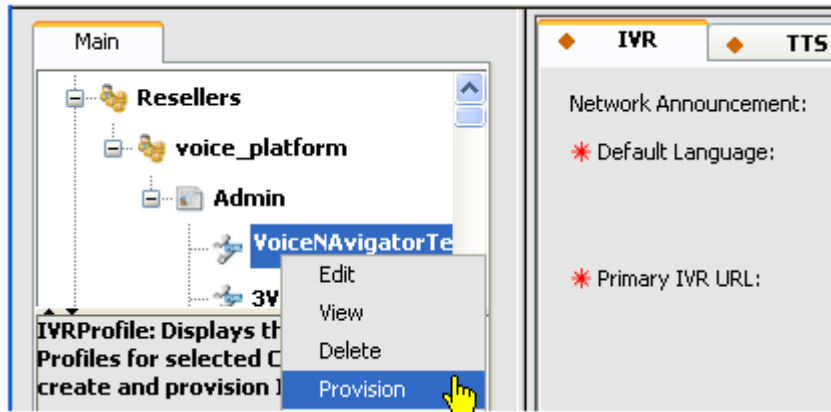 Main
Resellers
voice_platform
Admin
VoiceNAvigatorTe
3V
IVRProfile: Displays th
Profiles for selected C
create and provision I
Edit
View
Delete
Provision
IVR
TTS
Network Announcement:
* Default Language:
* Primary IVR URL: